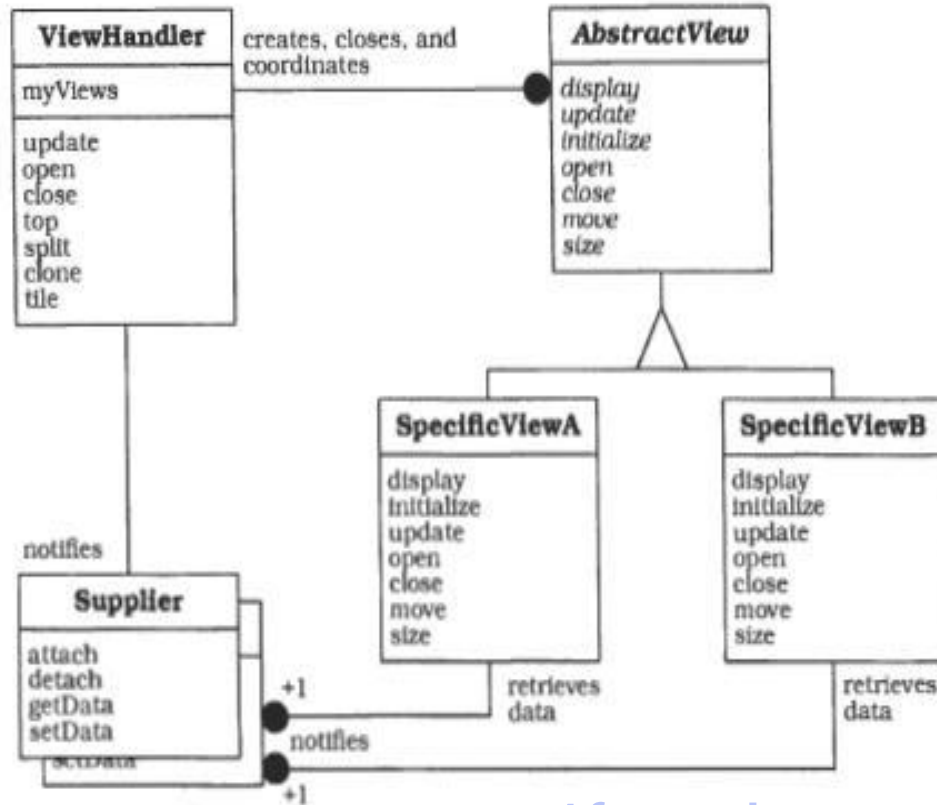 ViewHandler
myViews
update
open
close
top
split
clone
tile
creates, closes, and
coordinates
AbstractView
display
update
initialize
open
close
move
size
SpecificViewA
display
initialize
update
open
close
move
size
SpecificViewB
display
initialize
update
open
close
move
size
notifies
Supplier
attach
detach
getData
setData
setData
+1
retrieves
data
notifies
+1
retrieves
data